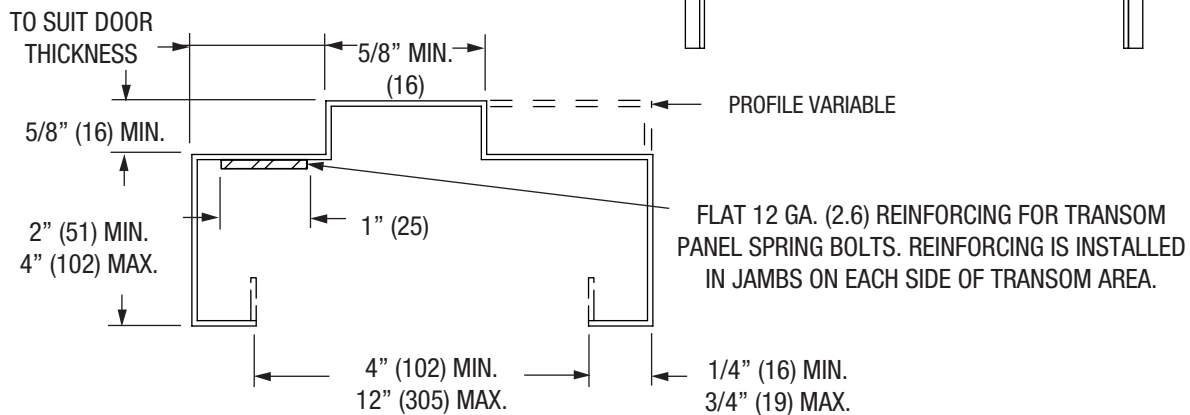 TO SUIT DOOR
THICKNESS
5/8” MIN.
(16)
PROFILE VARIABLE
5/8” (16) MIN.
2” (51) MIN.
4” (102) MAX.
1” (25)
FLAT 12 GA. (2.6) REINFORCING FOR TRANSOM
PANEL SPRING BOLTS. REINFORCING IS INSTALLED
IN JAMBS ON EACH SIDE OF TRANSOM AREA.
4” (102) MIN.
12” (305) MAX.
1/4” (16) MIN.
3/4” (19) MAX.